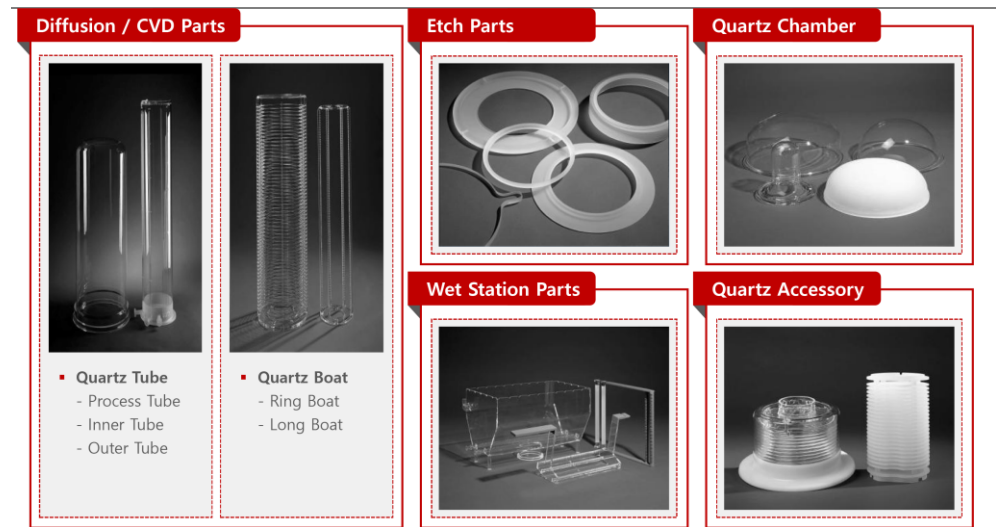 Diffusion / CVD Parts
▪ Quartz Tube
- Process Tube
- Inner Tube
- Outer Tube
▪ Quartz Boat
- Ring Boat
- Long Boat
Etch Parts
Quartz Chamber
Wet Station Parts
Quartz Accessory